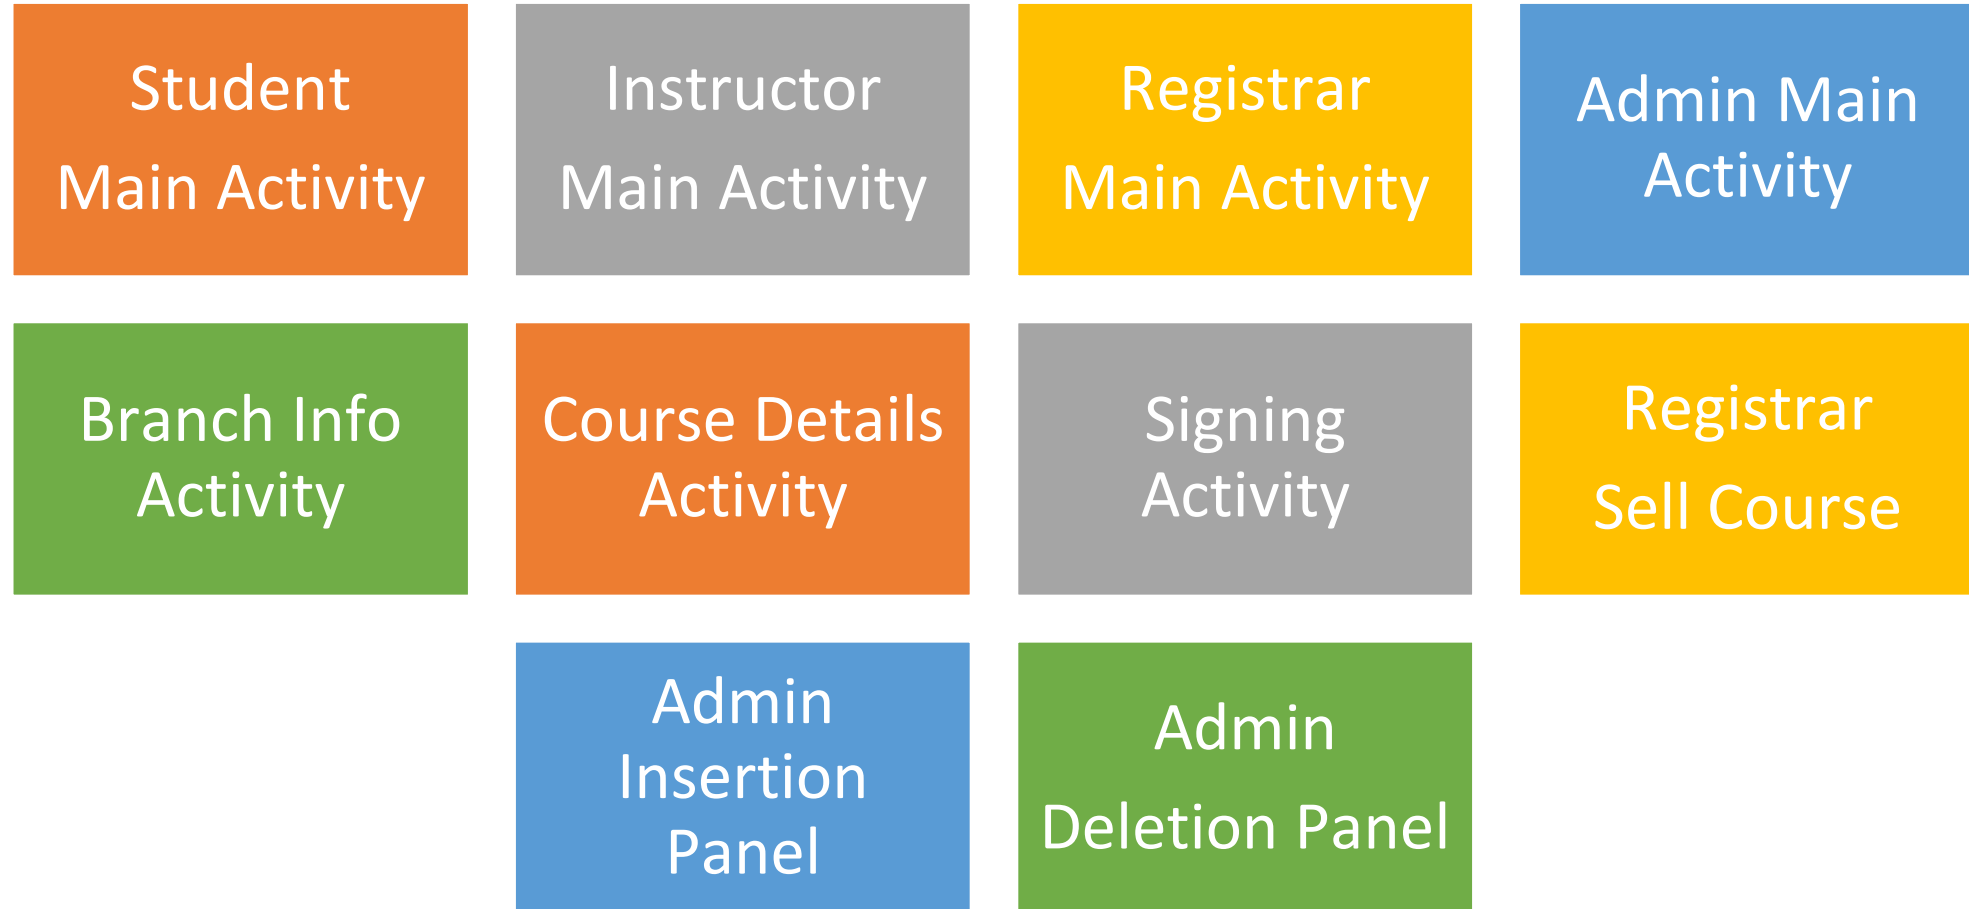 Student
Main Activity
Instructor
Main Activity
Registrar
Main Activity
Admin Main
Activity
Branch Info
Activity
Course Details
Activity
Signing
Activity
Registrar
Sell Course
Admin
Insertion
Panel
Admin
Deletion Panel